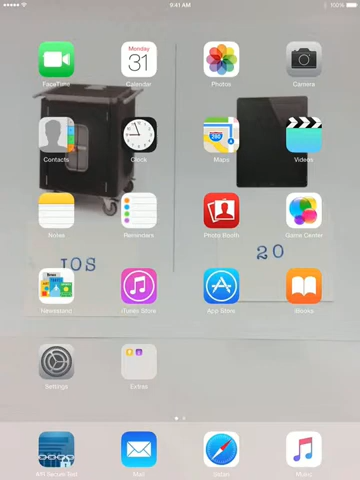 9:41 AM
100%
Monday
31
FaceTime
Calendar
Photos
Camera
280
Contacts
Clock
Maps
Videos
Notes
Reminders
Photo Booth
Game Center
IOS
20
Newsstand
iTunes Store
App Store
iBooks
Settings
Extras
Mail
Safari
Music